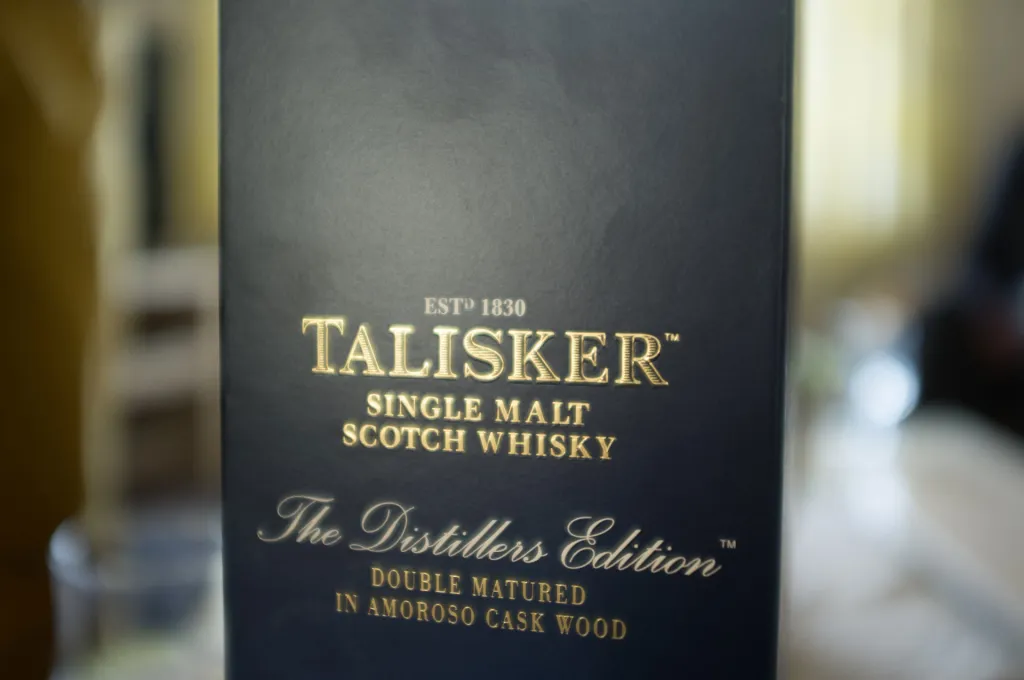 ESTᴰ 1830
TALISKER™
SINGLE MALT
SCOTCH WHISKY
The Distillers Edition™
DOUBLE MATURED
IN AMOROSO CASK WOOD